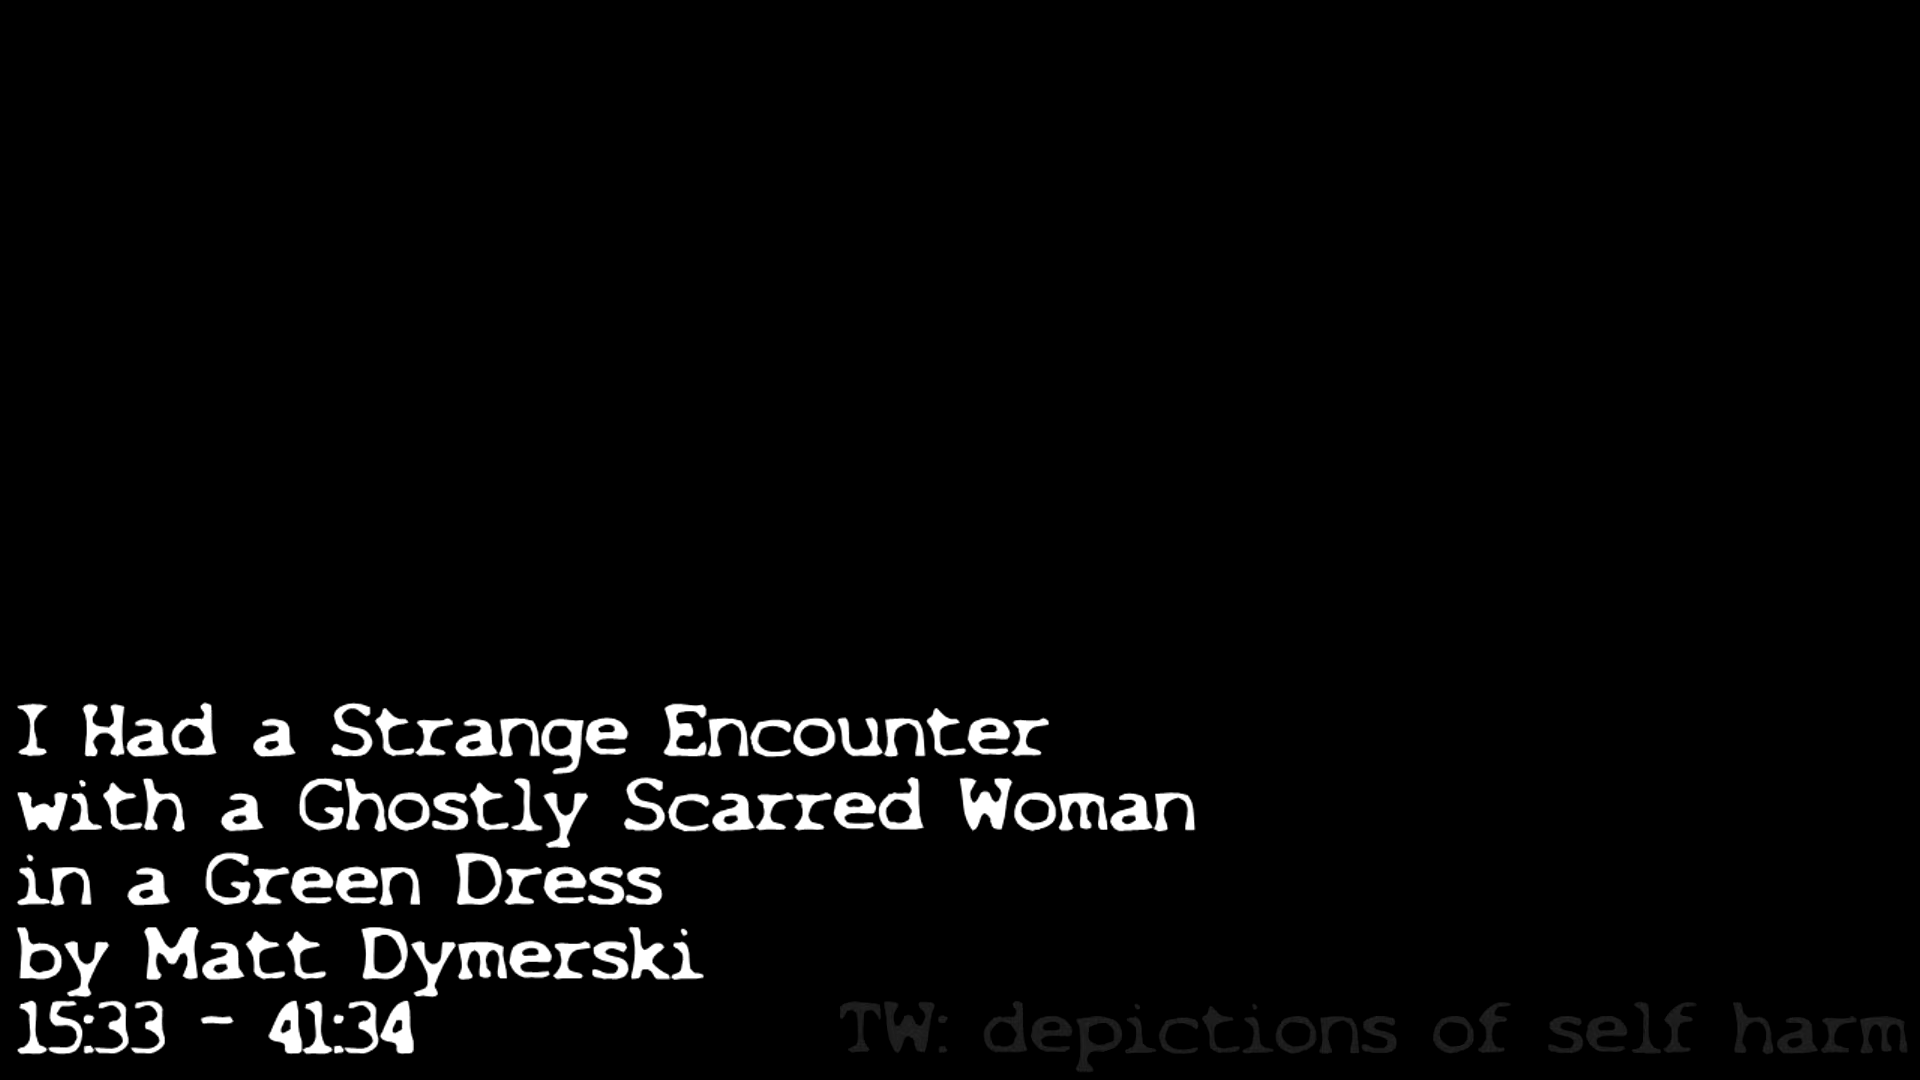 I Had a Strange Encounter
with a Ghostly Scarred Woman
in a Green Dress
by Matt Dymerski
15:33 - 41:34
TW: depictions of self harm